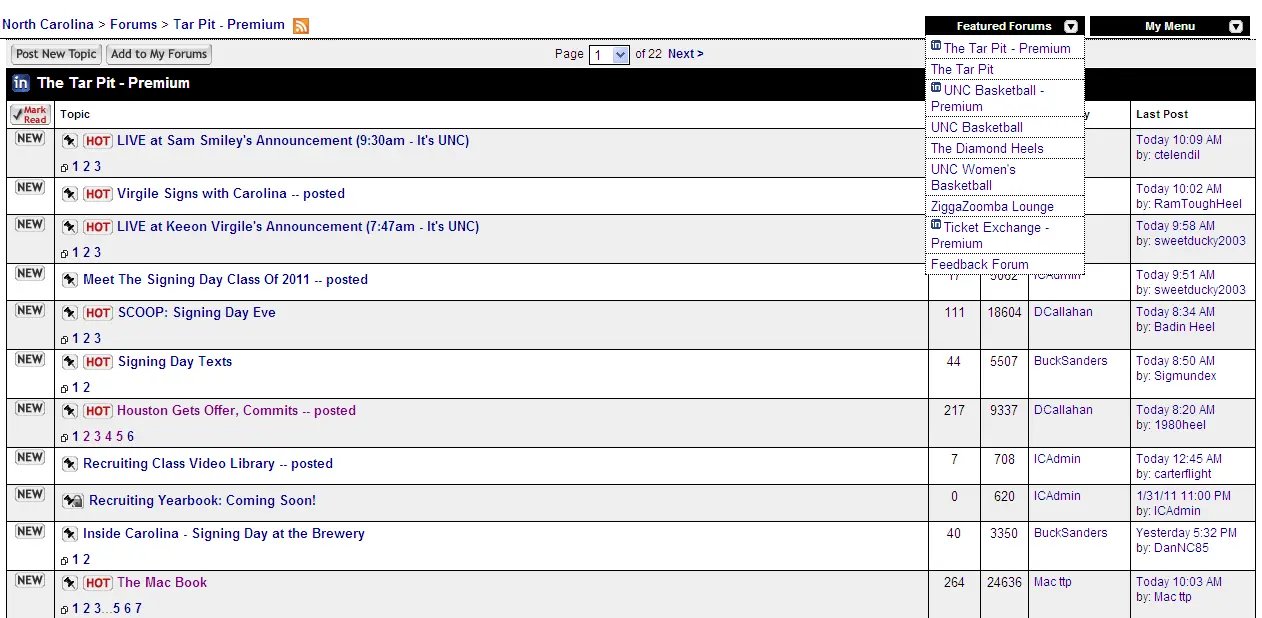 North Carolina > Forums > Tar Pit - Premium
Featured Forums
My Menu
Post New Topic
Add to My Forums
Page 1 of 22 Next >
in The Tar Pit - Premium
in The Tar Pit - Premium
The Tar Pit
in UNC Basketball -
Premium
UNC Basketball
The Diamond Heels
UNC Women's
Basketball
ZiggaZoomba Lounge
in Ticket Exchange -
Premium
Feedback Forum
Mark
Read
Topic
y
Last Post
NEW HOT LIVE at Sam Smiley's Announcement (9:30am - It's UNC)
1 2 3
Today 10:09 AM
by: ctelendil
NEW HOT Virgile Signs with Carolina -- posted
Today 10:02 AM
by: RamToughHeel
NEW HOT LIVE at Keeon Virgile's Announcement (7:47am - It's UNC)
1 2 3
Today 9:58 AM
by: sweetducky2003
NEW Meet The Signing Day Class Of 2011 -- posted
ICAdmin
Today 9:51 AM
by: sweetducky2003
NEW HOT SCOOP: Signing Day Eve
1 2 3
111 18604 DCallahan
Today 8:34 AM
by: Badin Heel
NEW HOT Signing Day Texts
1 2
44 5507 BuckSanders
Today 8:50 AM
by: Sigmundex
NEW HOT Houston Gets Offer, Commits -- posted
1 2 3 4 5 6
217 9337 DCallahan
Today 8:20 AM
by: 1980heel
NEW Recruiting Class Video Library -- posted
7 708 ICAdmin
Today 12:45 AM
by: carterflight
NEW Recruiting Yearbook: Coming Soon!
0 620 ICAdmin
1/31/11 11:00 PM
by: ICAdmin
NEW Inside Carolina - Signing Day at the Brewery
1 2
40 3350 BuckSanders
Yesterday 5:32 PM
by: DanNC85
NEW HOT The Mac Book
1 2 3...5 6 7
264 24636 Mac ttp
Today 10:03 AM
by: Mac ttp